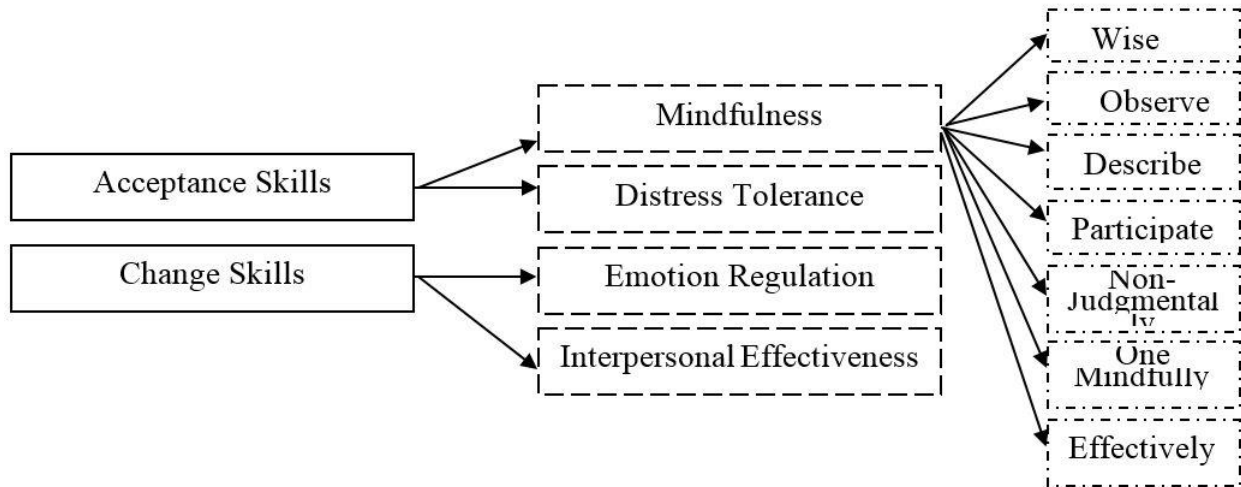 Acceptance Skills
Change Skills
Mindfulness
Distress Tolerance
Emotion Regulation
Interpersonal Effectiveness
Wise
Observe
Describe
Participate
Non-
Judgmental
ly
One
Mindfully
Effectively